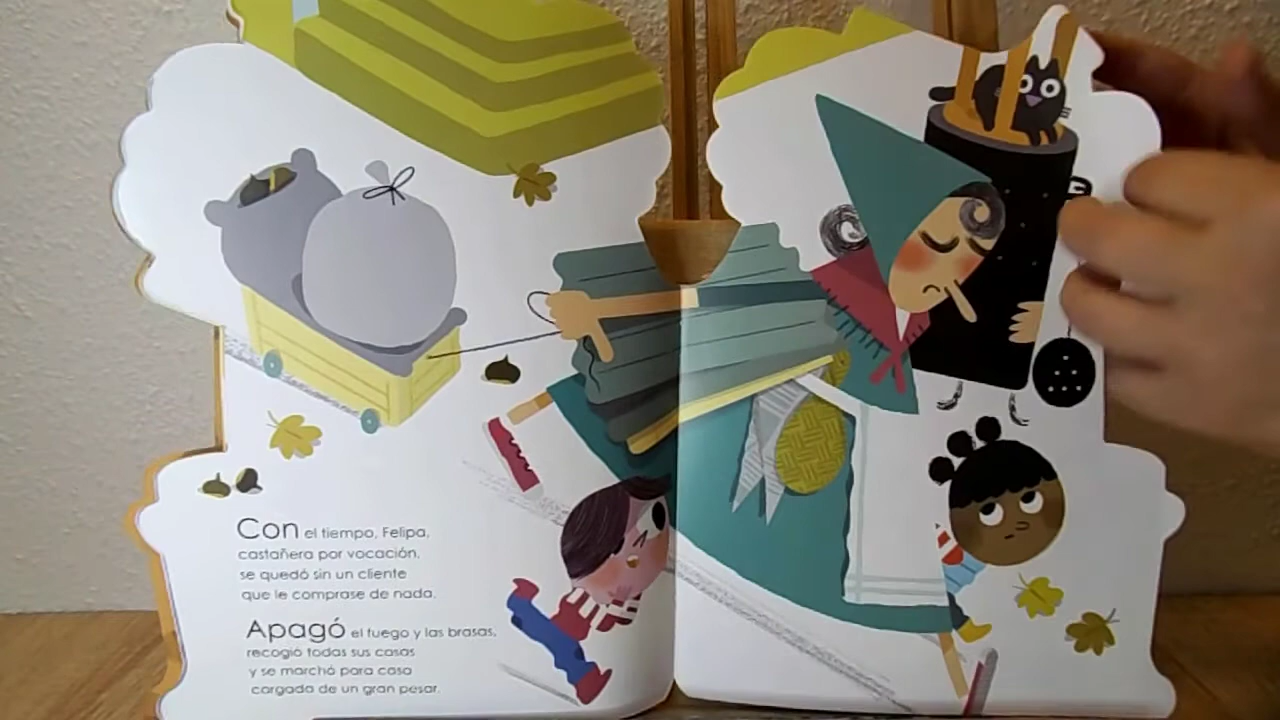 Con el tiempo, Felipa,
castañera por vocación,
se quedó sin un cliente
que le comprase de nada.
Apagó el fuego y las brasas,
recogió todas sus cosas
y se marchó para casa
cargada de un gran pesar.